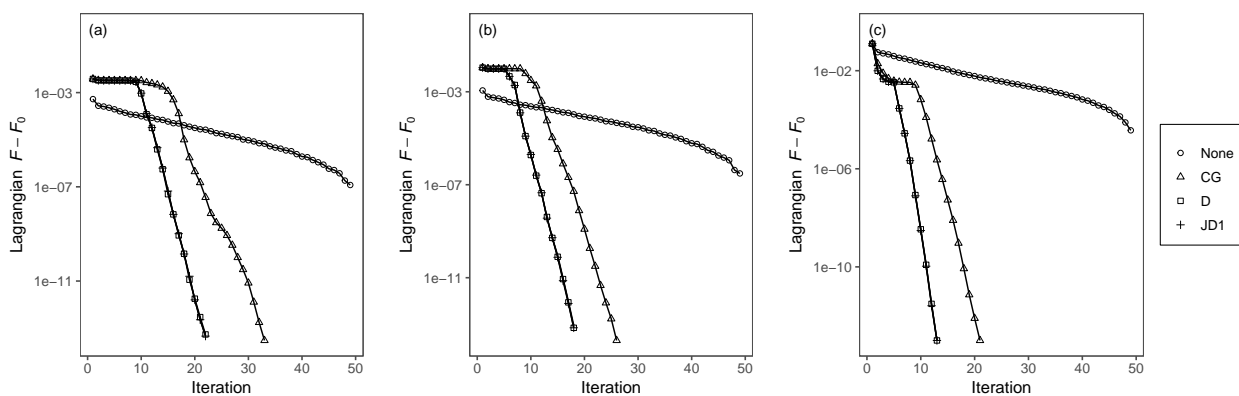 (a)
1e−03
1e−07
1e−11
0 10 20 30 40 50
Iteration
Lagrangian F − F0
(b)
1e−03
1e−07
1e−11
0 10 20 30 40 50
Iteration
Lagrangian F − F0
(c)
1e−02
1e−06
1e−10
0 10 20 30 40 50
Iteration
Lagrangian F − F0
None
CG
D
JD1